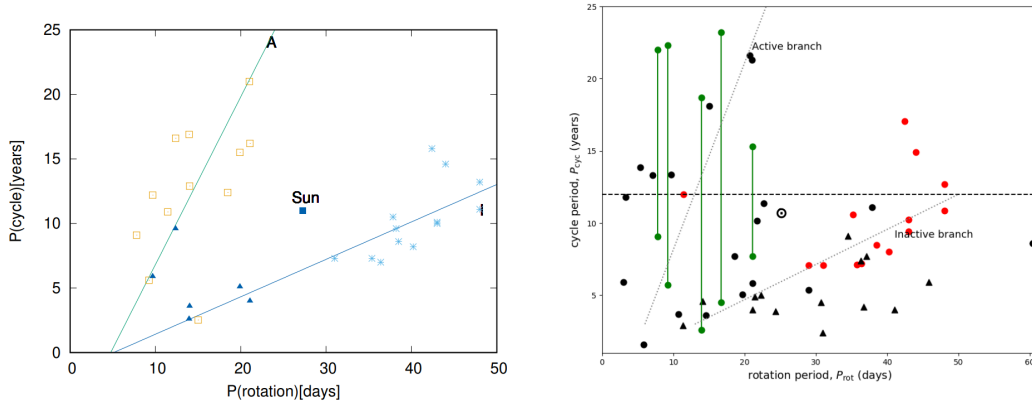 25
20
15
10
5
0
0
10
20
30
40
50
P(cycle)[years]
P(rotation)[days]
A
Sun
I
25
20
15
10
5
0
10
20
30
40
50
60
cycle period, Pcyc (years)
rotation period, Prot (days)
Active branch
Inactive branch